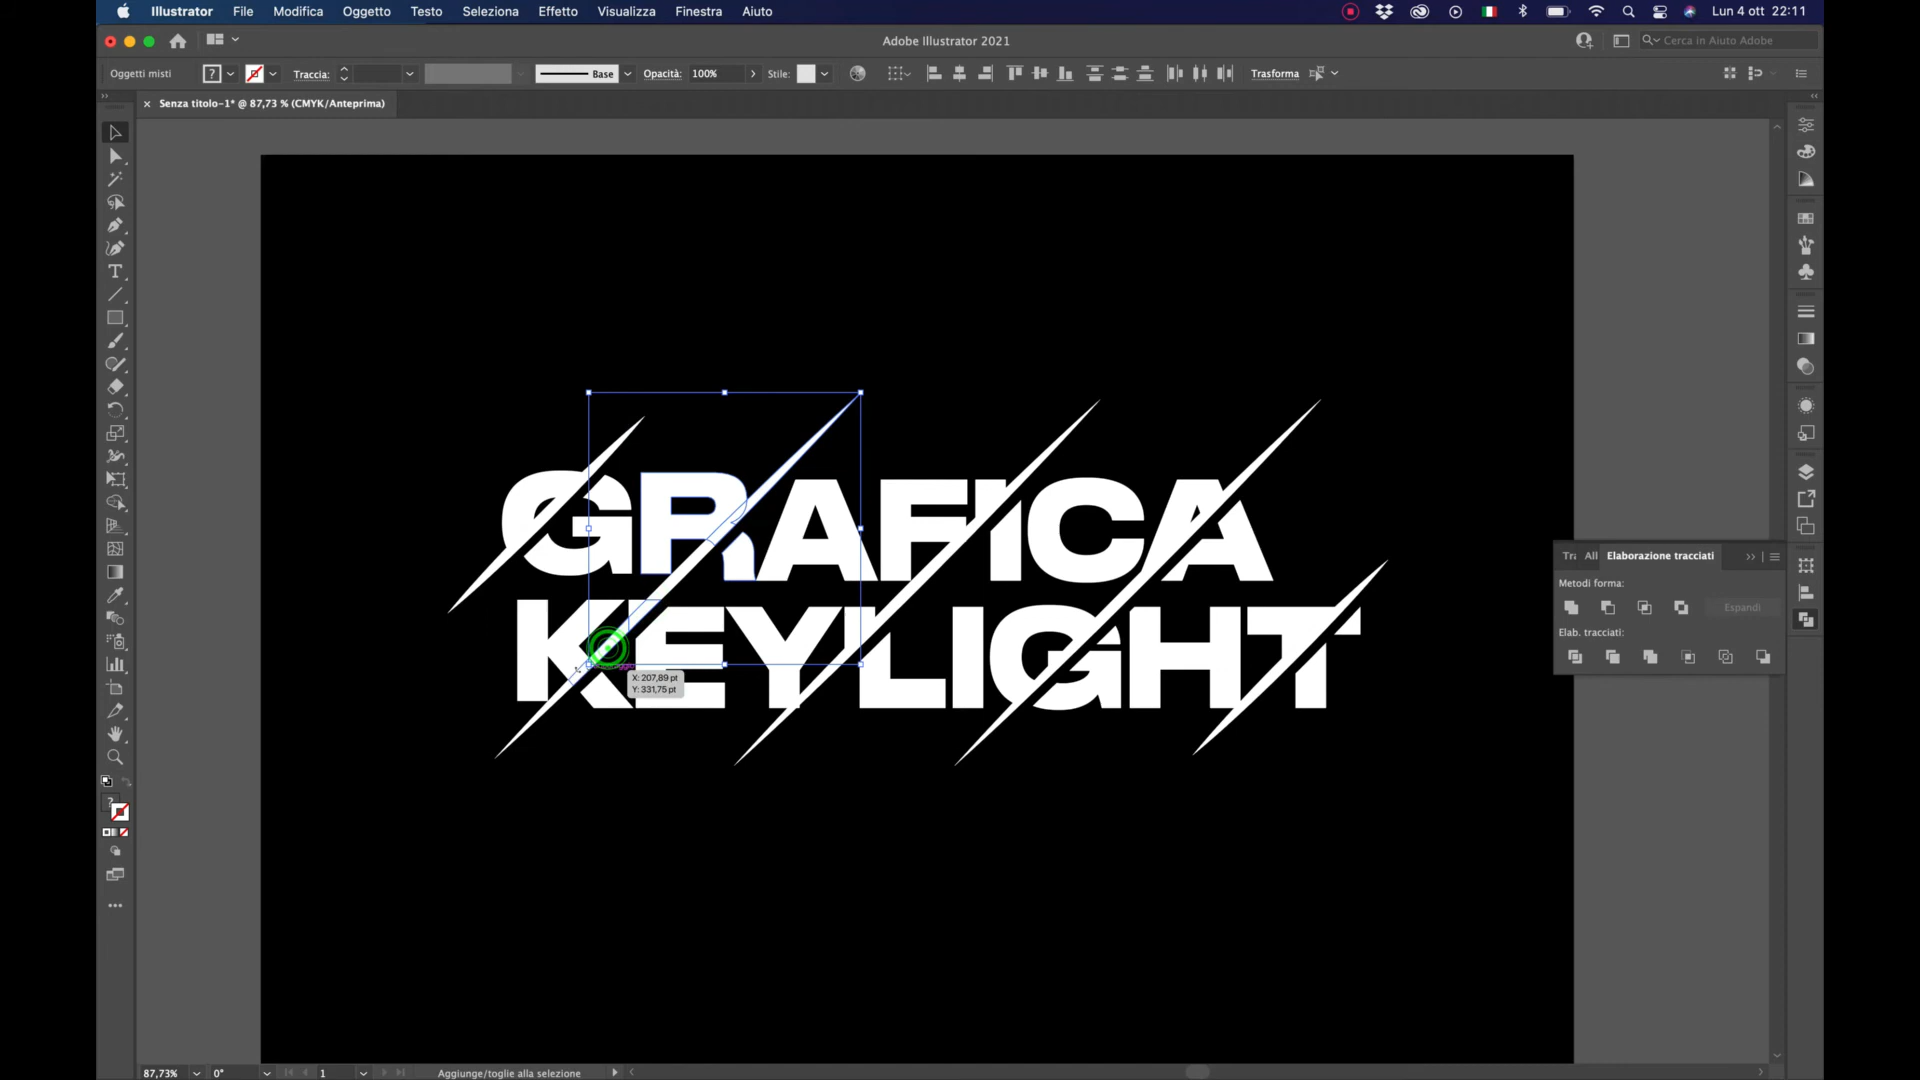 Illustrator File Modifica Oggetto Testo Seleziona Effetto Visualizza Finestra Aiuto
Lun 4 ott 22:11
Adobe Illustrator 2021
Cerca in Aiuto Adobe
Oggetti misti ? Traccia: Base Opacità: 100% Stile: Trasforma
× Senza titolo-1* @ 87,73 % (CMYK/Anteprima)
GRAFICA
KEYLIGHT
X: 207,89 pt
Y: 331,75 pt
Tra All Elaborazione tracciati
Metodi forma:
Espandi
Elab. tracciati:
?
87,73% 0° 1 Aggiunge/toglie alla selezione